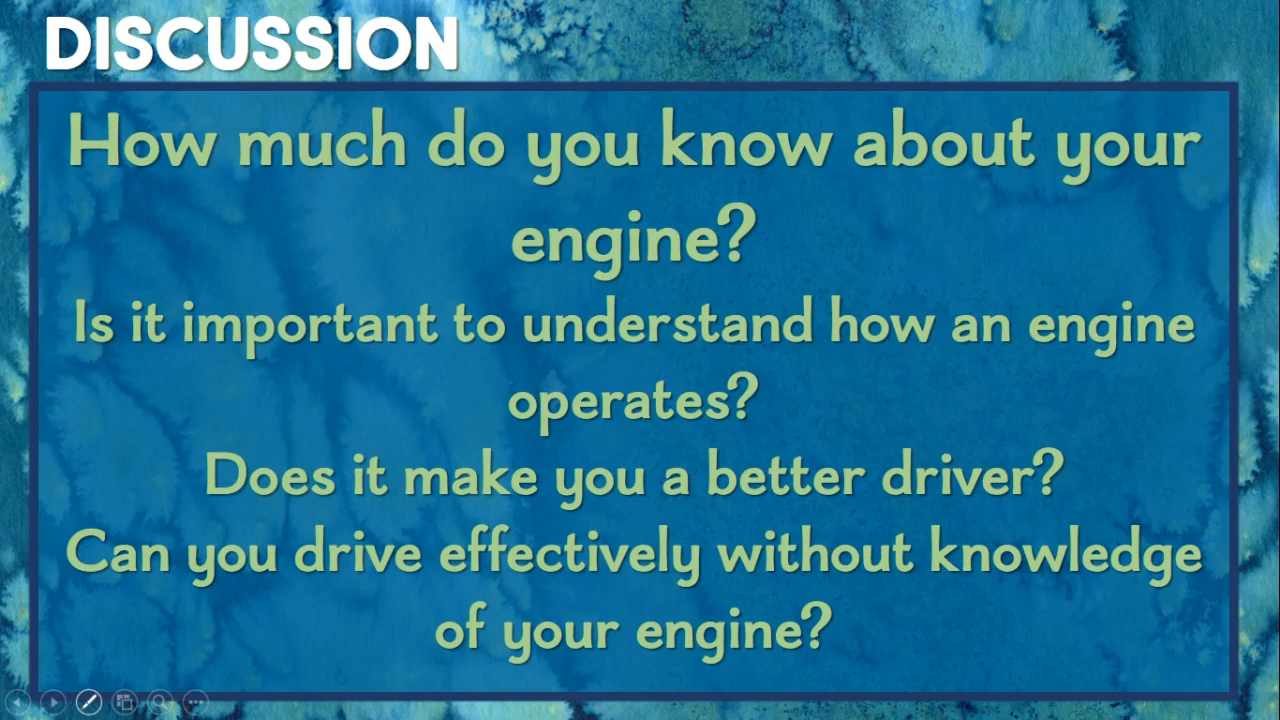 DISCUSSION
How much do you know about your
engine?
Is it important to understand how an engine
operates?
Does it make you a better driver?
Can you drive effectively without knowledge
of your engine?